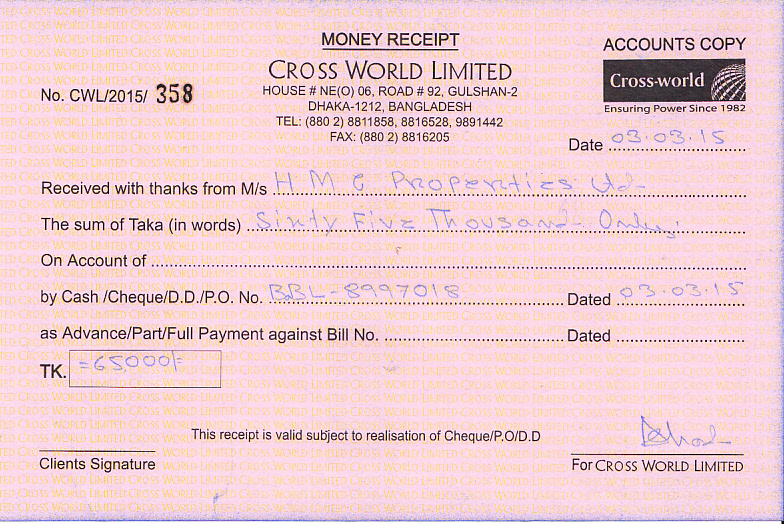 MONEY RECEIPT
ACCOUNTS COPY
CROSS WORLD LIMITED
Cross-world
No. CWL/2015/ 358
HOUSE # NE(O) 06, ROAD # 92, GULSHAN-2
DHAKA-1212, BANGLADESH
Ensuring Power Since 1982
TEL: (880 2) 8811858, 8816528, 9891442
FAX: (880 2) 8816205
Date 03.03.15
Received with thanks from M/s H M C Properties Ltd-
The sum of Taka (in words) Sixty Five Thousand Only;
On Account of
by Cash /Cheque/D.D./P.O. No. BBL-8997018 Dated 03.03.15
as Advance/Part/Full Payment against Bill No. Dated
TK. =65,000/=
This receipt is valid subject to realisation of Cheque/P.O/D.D
Clients Signature
For CROSS WORLD LIMITED